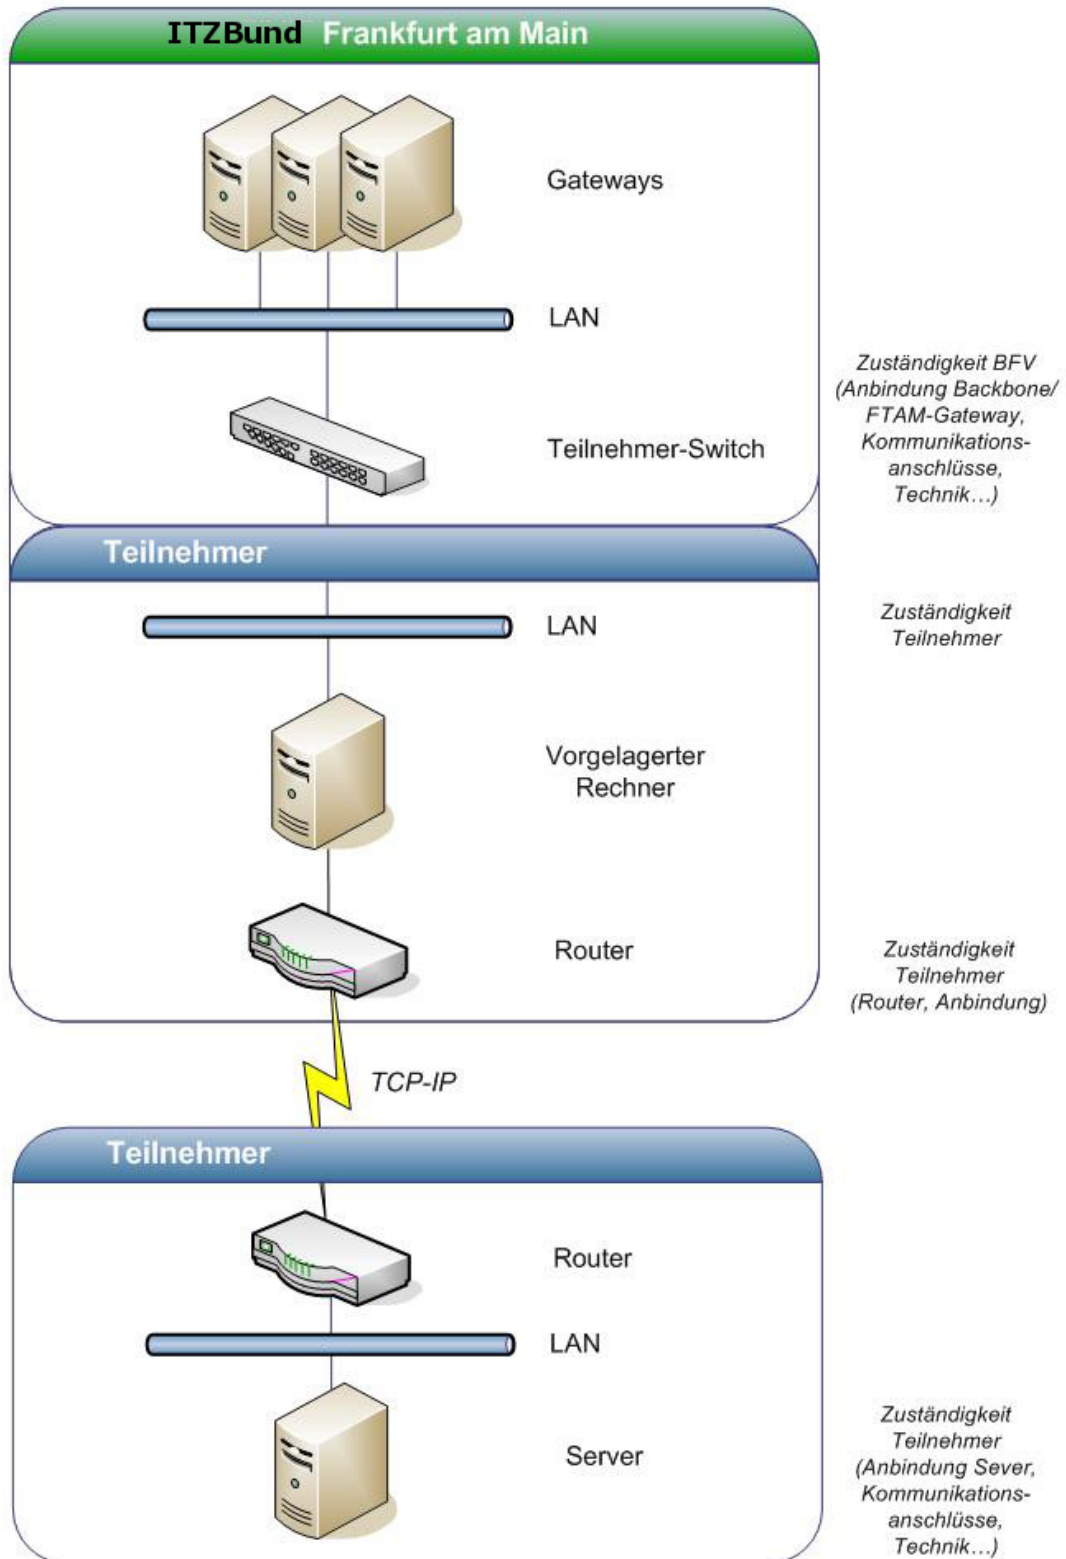 ITZBund Frankfurt am Main
Gateways
LAN
Zuständigkeit BFV
(Anbindung Backbone/
FTAM-Gateway,
Kommunikations-
anschlüsse,
Technik...)
Teilnehmer-Switch
Teilnehmer
LAN
Zuständigkeit
Teilnehmer
Vorgelagerter
Rechner
Router
Zuständigkeit
Teilnehmer
(Router, Anbindung)
TCP-IP
Teilnehmer
Router
LAN
Server
Zuständigkeit
Teilnehmer
(Anbindung Sever,
Kommunikations-
anschlüsse,
Technik...)